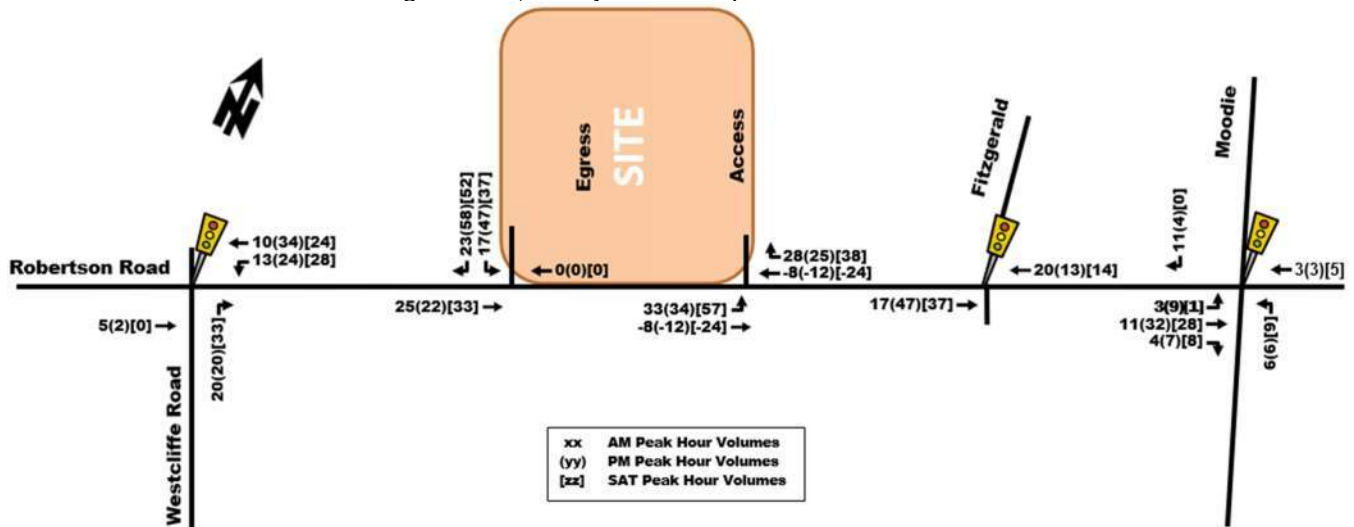 N
SITE
Egress
Access
Fitzgerald
Moodie
Robertson Road
Westcliffe Road
10(34)[24]
13(24)[28]
5(2)[0]
20(20)[33]
23(58)[52]
17(47)[37]
0(0)[0]
25(22)[33]
28(25)[38]
-8(-12)[-24]
33(34)[57]
-8(-12)[-24]
20(13)[14]
17(47)[37]
11(4)[0]
3(3)[5]
3(9)[1]
11(32)[28]
4(7)[8]
6(6)[9]
xx AM Peak Hour Volumes
(yy) PM Peak Hour Volumes
[zz] SAT Peak Hour Volumes